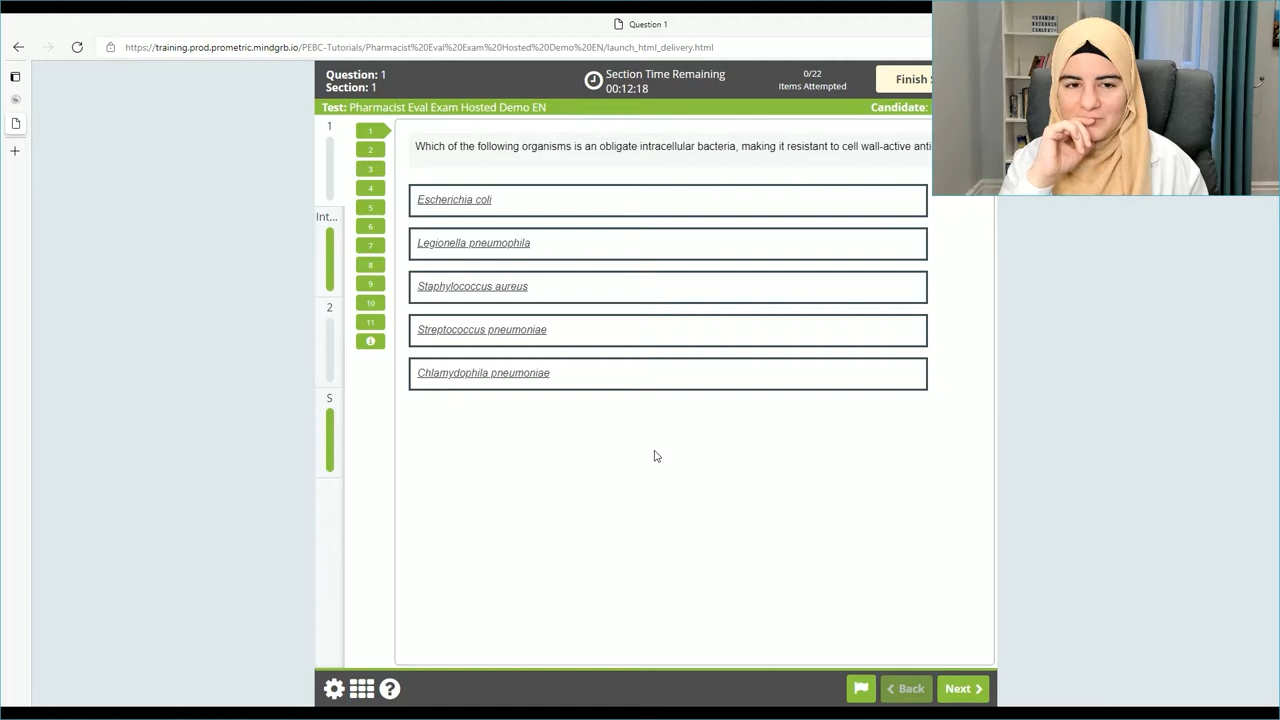 Question 1
https://training.prod.prometric.mindgrb.io/PEBC-Tutorials/Pharmacist%20Eval%20Exam%20Hosted%20Demo%20EN/launch_html_delivery.html
Question: 1
Section: 1
Section Time Remaining
00:12:18
0/22
Items Attempted
Finish
Test: Pharmacist Eval Exam Hosted Demo EN
Candidate:
1
Int...
2
S
1
2
3
4
5
6
7
8
9
10
11
Which of the following organisms is an obligate intracellular bacteria, making it resistant to cell wall-active anti
Escherichia coli
Legionella pneumophila
Staphylococcus aureus
Streptococcus pneumoniae
Chlamydophila pneumoniae
Back
Next